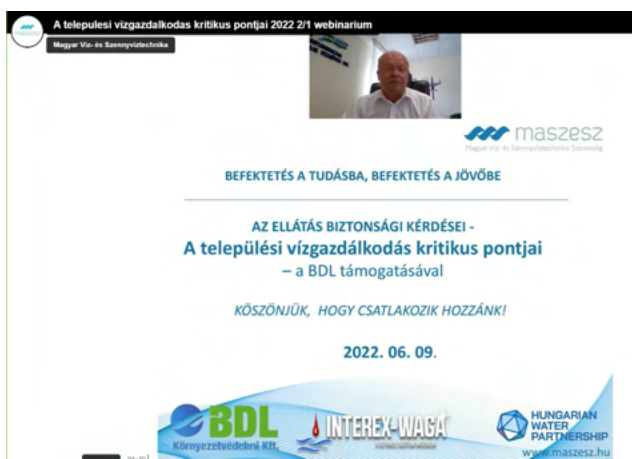 A telepulesi vizgazdalkodas kritikus pontjai 2022 2/1 webinarium
Magyar Víz- és Szennyvíztechnika
maszesz
Magyar Víz- és Szennyvíztechnikai Szövetség
BEFEKTETÉS A TUDÁSBA, BEFEKTETÉS A JÖVŐBE
AZ ELLÁTÁS BIZTONSÁGI KÉRDÉSEI -
A települési vízgazdálkodás kritikus pontjai
– a BDL támogatásával
KÖSZÖNJÜK, HOGY CSATLAKOZIK HOZZÁNK!
2022. 06. 09.
BDL
Környezetvédelmi Kft.
INTEREX-WAGA
HUNGARIAN
WATER
PARTNERSHIP
www.maszesz.hu